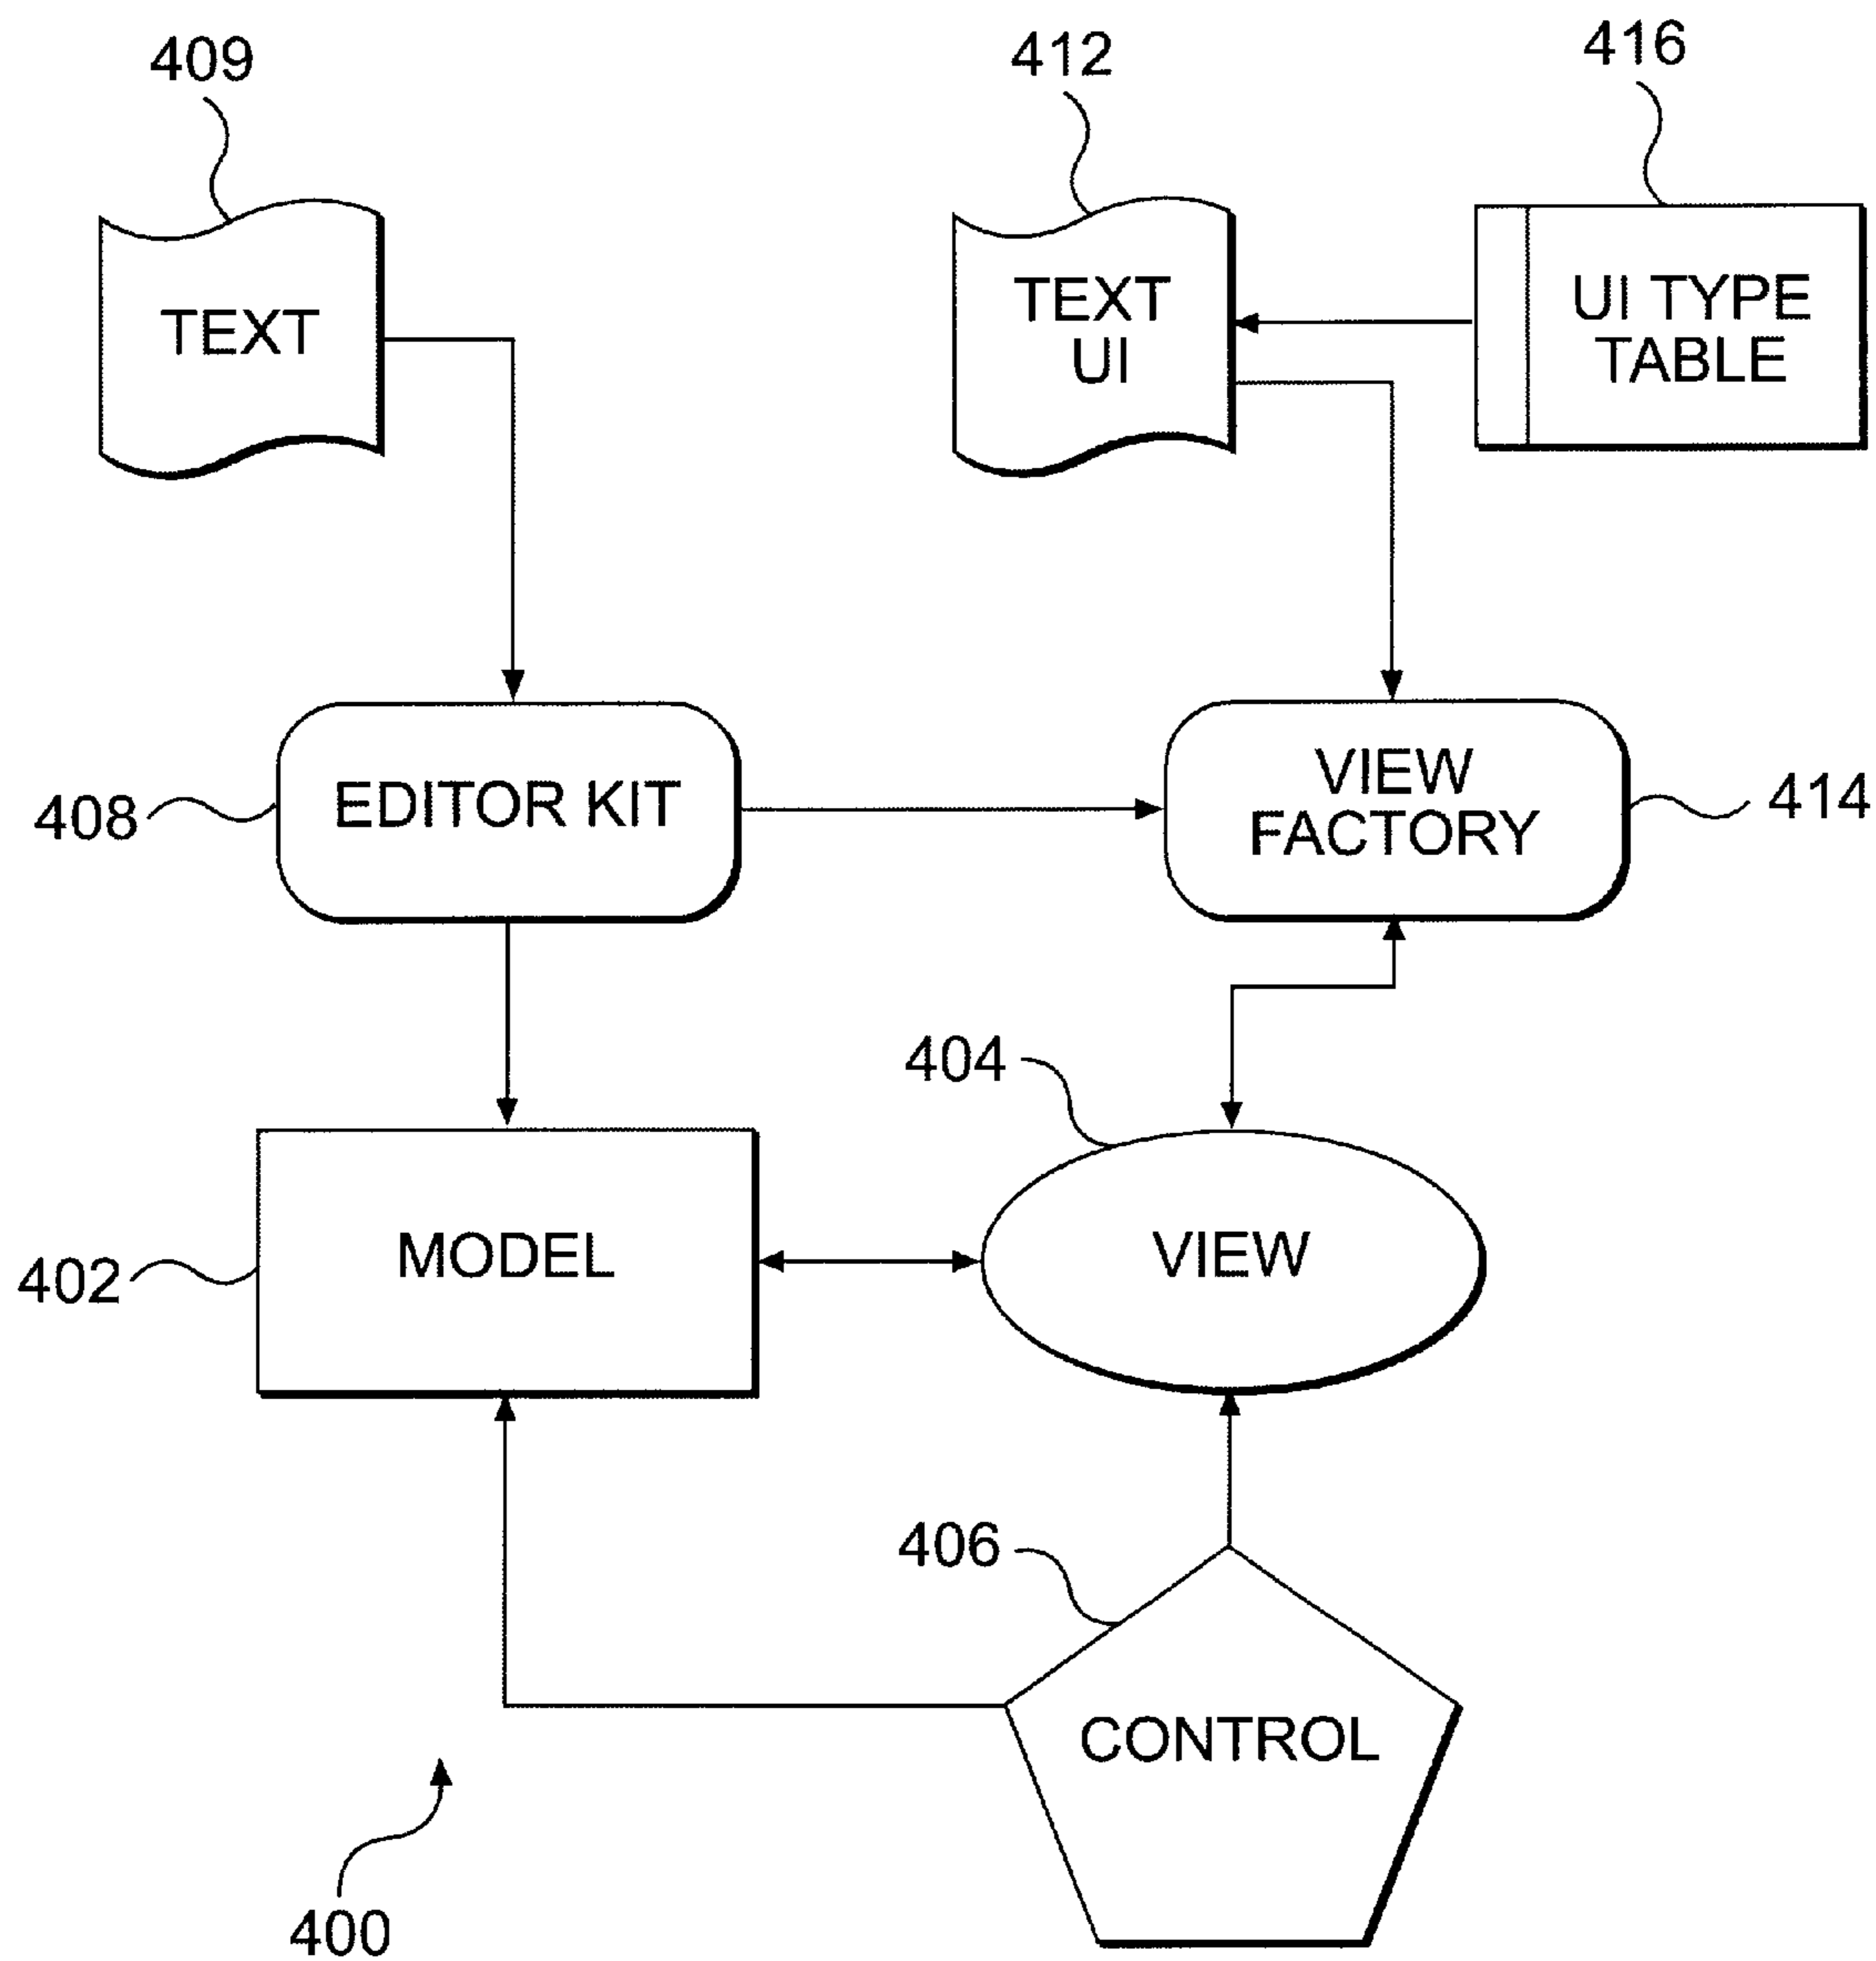 409
412
416
TEXT
TEXT
UI
UI TYPE
TABLE
408
EDITOR KIT
VIEW
FACTORY
414
404
402
MODEL
VIEW
406
CONTROL
400